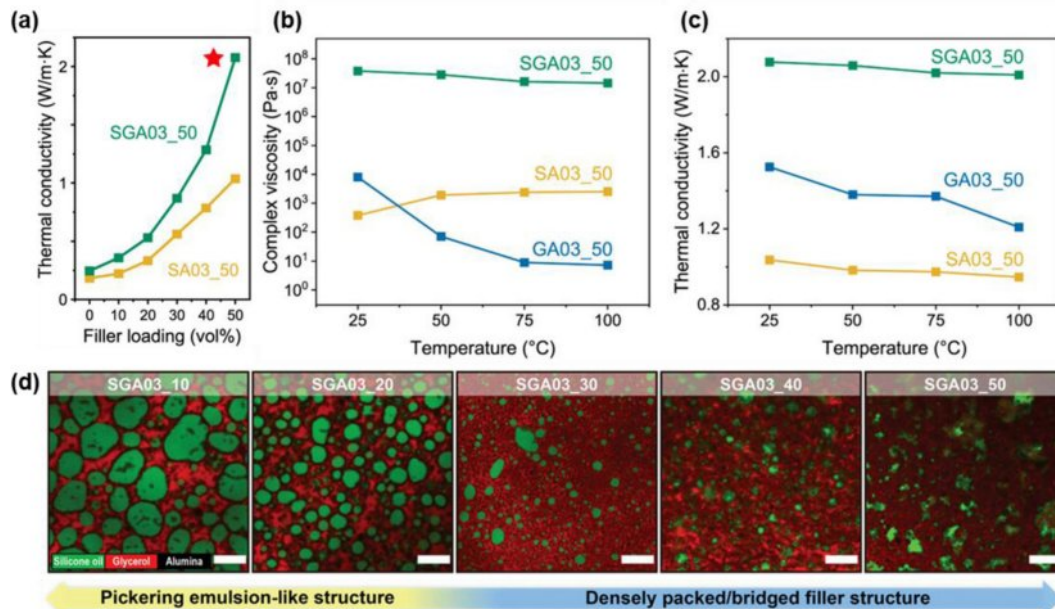 (a)
Thermal conductivity (W/m·K)
2
1
0
SGA03_50
SA03_50
0 10 20 30 40 50
Filler loading (vol%)
(b)
Complex viscosity (Pa·s)
10⁸
10⁷
10⁶
10⁵
10⁴
10³
10²
10¹
10⁰
SGA03_50
SA03_50
GA03_50
25 50 75 100
Temperature (°C)
(c)
Thermal conductivity (W/m·K)
2.0
1.6
1.2
0.8
SGA03_50
GA03_50
SA03_50
25 50 75 100
Temperature (°C)
(d)
SGA03_10 SGA03_20 SGA03_30 SGA03_40 SGA03_50
Silicone oil Glycerol Alumina
Pickering emulsion-like structure Densely packed/bridged filler structure